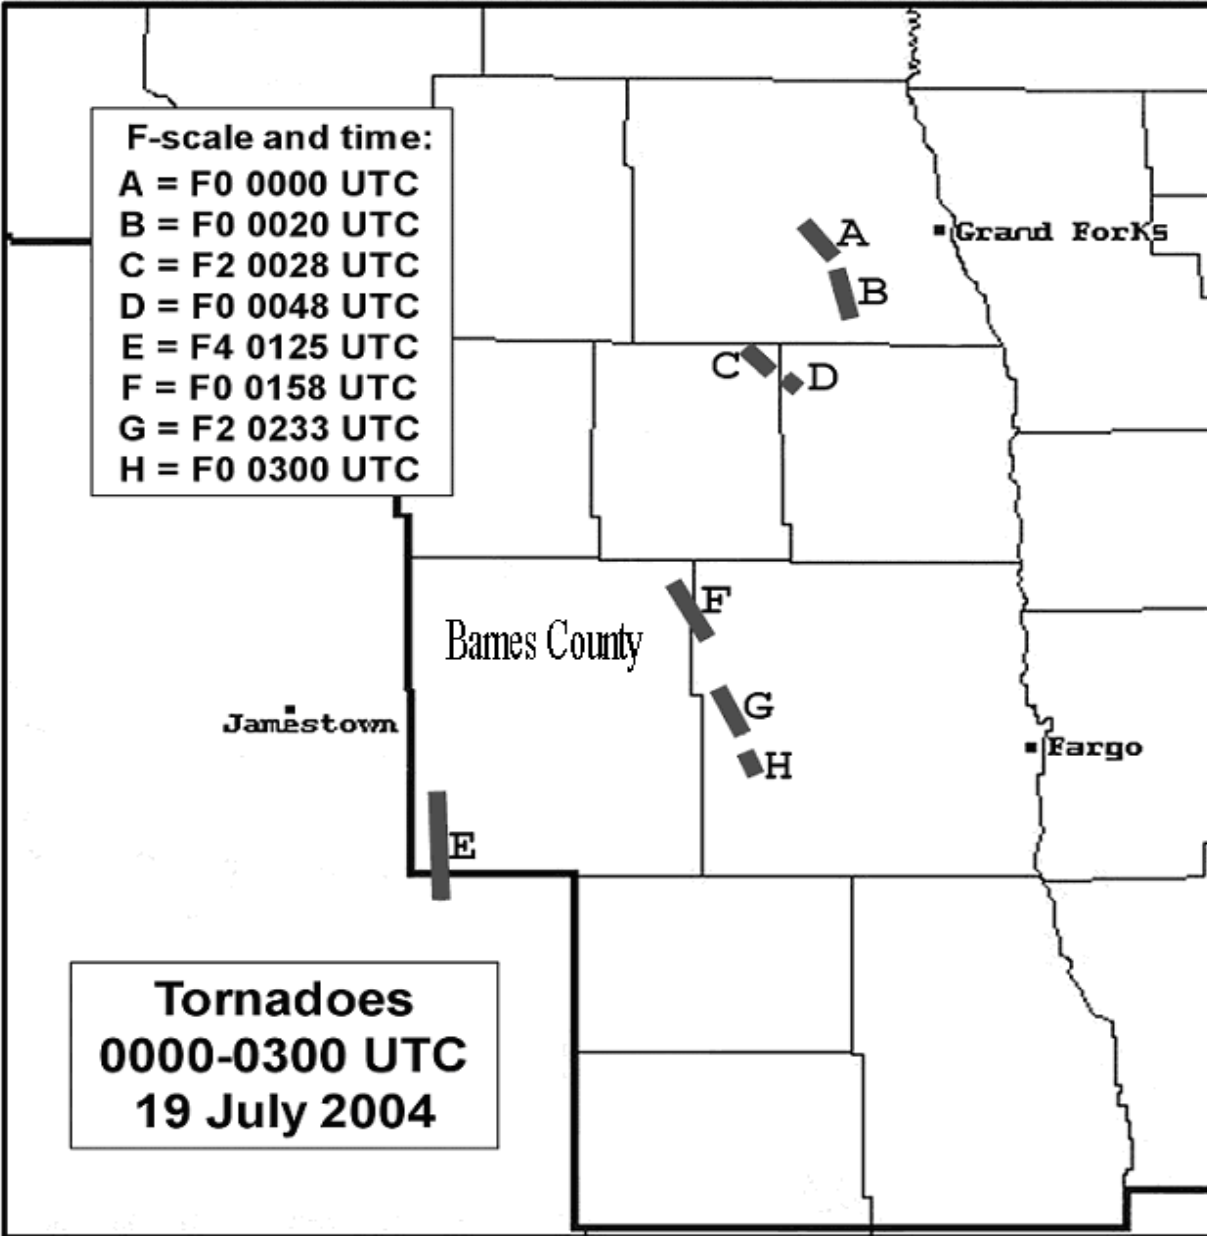 F-scale and time:
A = F0 0000 UTC
B = F0 0020 UTC
C = F2 0028 UTC
D = F0 0048 UTC
E = F4 0125 UTC
F = F0 0158 UTC
G = F2 0233 UTC
H = F0 0300 UTC
A
Grand Forks
B
C
D
F
Barnes County
G
Jamestown
Fargo
H
E
Tornadoes
0000-0300 UTC
19 July 2004